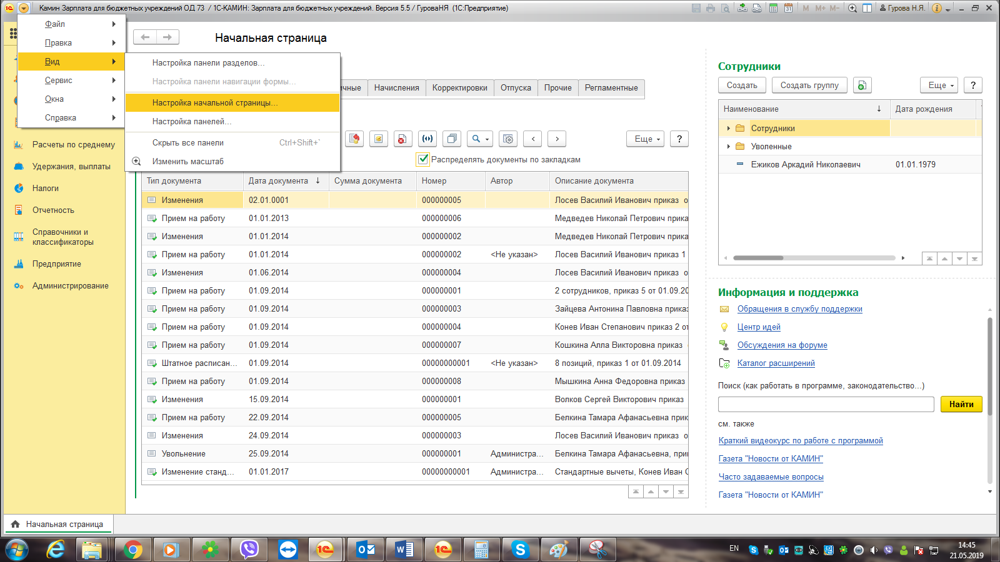 Камин Зарплата для бюджетных учреждений ОД 73 / 1С-КАМИН: Зарплата для бюджетных учреждений. Версия 5.5 / ГуроваНЯ (1С:Предприятие)
M M+ M- Гурова Н.Я.
Файл
Правка
Вид
Сервис
Окна
Справка
Настройка панели разделов...
Настройка панели навигации формы...
Настройка начальной страницы...
Настройка панелей...
Скрыть все панели Ctrl+Shift+`
Изменить масштаб
Расчеты по среднему
Удержания, выплаты
Налоги
Отчетность
Справочники и
классификаторы
Предприятие
Администрирование
Начальная страница
Начисления Корректировки Отпуска Прочие Регламентные
Еще ?
Распределять документы по закладкам
Тип документа Дата документа ↓ Сумма документа Номер Автор Описание документа
Изменения 02.01.0001 000000005 Лосев Василий Иванович приказ о
Прием на работу 01.01.2013 000000006 Медведев Николай Петрович прика
Изменения 01.01.2014 000000002 Медведев Николай Петрович прика
Прием на работу 01.01.2014 000000002 <Не указан> Лосев Василий Иванович приказ 1
Изменения 01.06.2014 000000004 Лосев Василий Иванович приказ о
Прием на работу 01.09.2014 000000001 2 сотрудников, приказ 5 от 01.09.20
Прием на работу 01.09.2014 000000003 Зайцева Антонина Павловна приказ
Прием на работу 01.09.2014 000000004 Конев Иван Степанович приказ 2 от
Прием на работу 01.09.2014 000000007 Кошкина Алла Викторовна приказ
Штатное расписан... 01.09.2014 00000000001 <Не указан> 8 позиций, приказ 1 от 01.09.2014
Прием на работу 01.09.2014 000000008 Мышкина Анна Федоровна приказ
Изменения 15.09.2014 000000001 Волков Сергей Викторович приказ
Прием на работу 22.09.2014 000000005 Белкина Тамара Афанасьевна прик
Изменения 24.09.2014 000000003 Лосев Василий Иванович приказ о
Увольнение 25.09.2014 000000001 Администра... Белкина Тамара Афанасьевна, при
Изменение станд... 01.01.2017 00000000001 Администра... Стандартные вычеты, Конев Иван С
Сотрудники
Создать Создать группу Еще ?
Наименование ↓ Дата рождения
Сотрудники
Уволенные
Ежиков Аркадий Николаевич 01.01.1979
Информация и поддержка
Обращения в службу поддержки
Центр идей
Обсуждения на форуме
Каталог расширений
Поиск (как работать в программе, законодательство...)
Найти
см. также
Краткий видеокурс по работе с программой
Газета "Новости от КАМИН"
Часто задаваемые вопросы
Газета "Новости от КАМИН"
Начальная страница
EN
14:45
21.05.2019